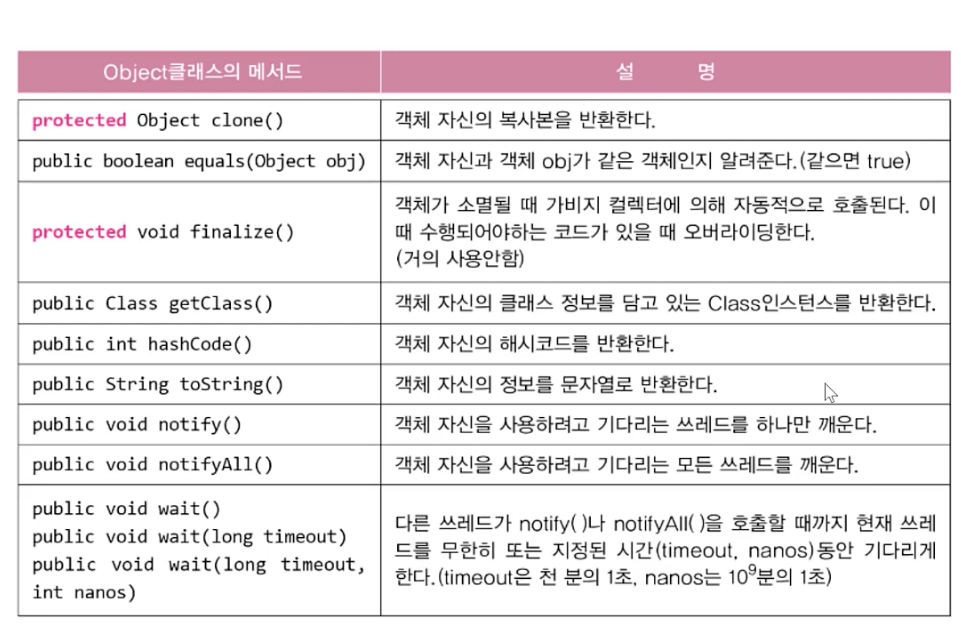 Object클래스의 메서드 설 명
protected Object clone() 객체 자신의 복사본을 반환한다.
public boolean equals(Object obj) 객체 자신과 객체 obj가 같은 객체인지 알려준다.(같으면 true)
protected void finalize() 객체가 소멸될 때 가비지 컬렉터에 의해 자동적으로 호출된다. 이
때 수행되어야하는 코드가 있을 때 오버라이딩한다.
(거의 사용안함)
public Class getClass() 객체 자신의 클래스 정보를 담고 있는 Class인스턴스를 반환한다.
public int hashCode() 객체 자신의 해시코드를 반환한다.
public String toString() 객체 자신의 정보를 문자열로 반환한다.
public void notify() 객체 자신을 사용하려고 기다리는 쓰레드를 하나만 깨운다.
public void notifyAll() 객체 자신을 사용하려고 기다리는 모든 쓰레드를 깨운다.
public void wait()
public void wait(long timeout)
public void wait(long timeout,
int nanos)
다른 쓰레드가 notify( )나 notifyAll( )을 호출할 때까지 현재 쓰레
드를 무한히 또는 지정된 시간(timeout, nanos)동안 기다리게
한다.(timeout은 천 분의 1초, nanos는 10⁹분의 1초)